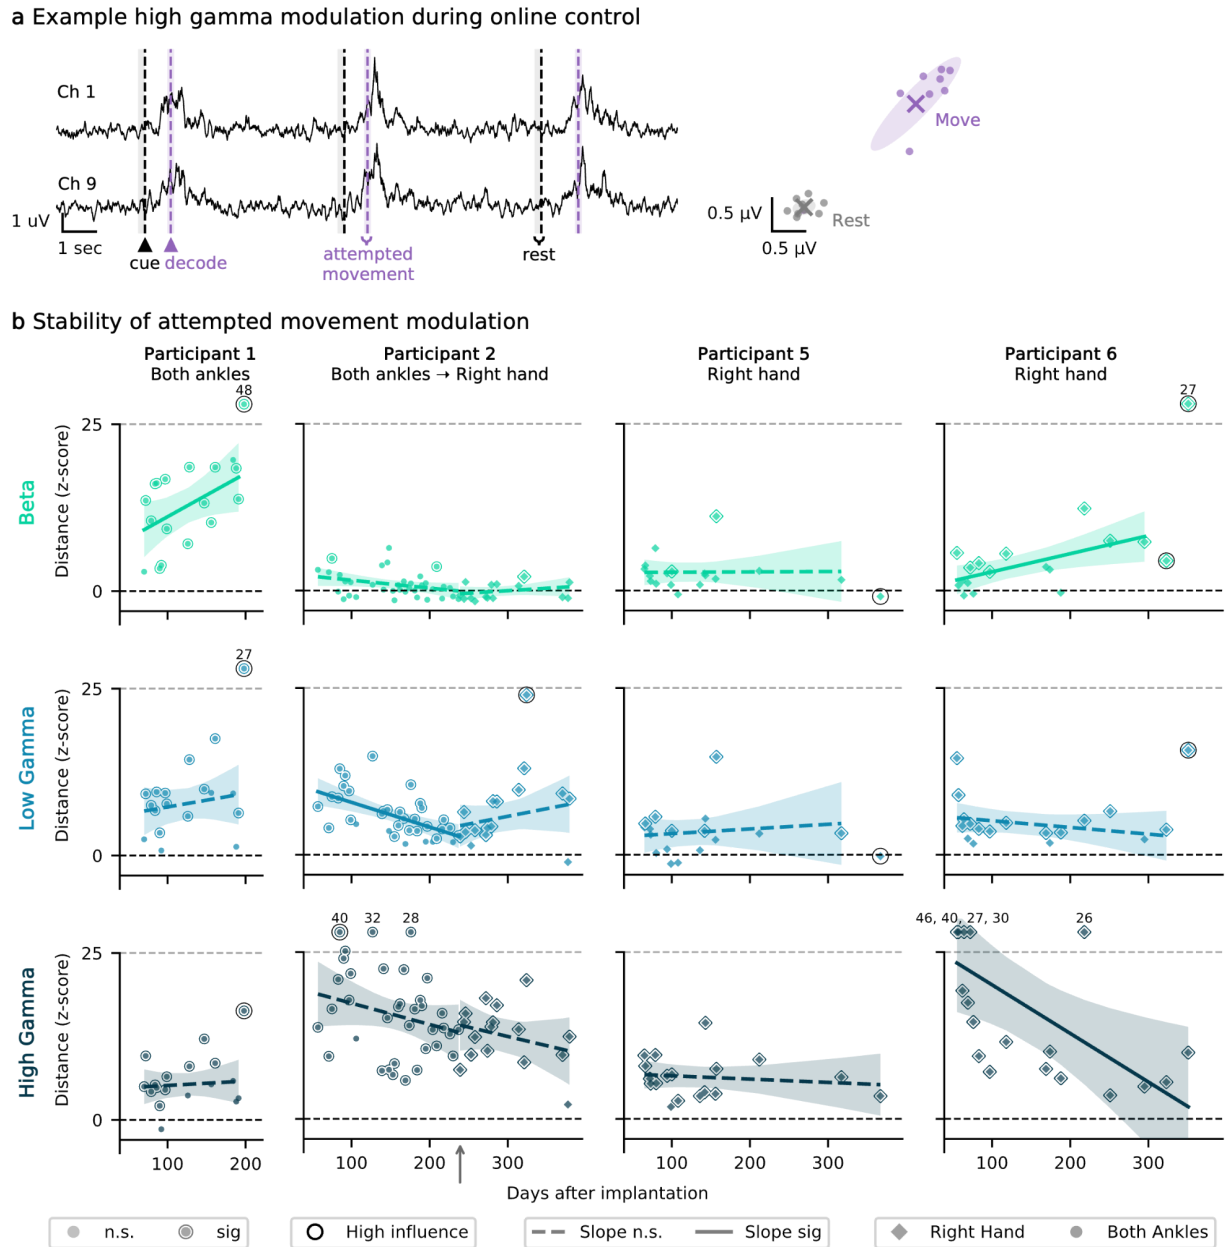 a Example high gamma modulation during online control
Ch 1
Ch 9
1 uV
1 sec
cue
decode
attempted
movement
rest
Move
0.5 µV
Rest
0.5 µV
b Stability of attempted movement modulation
Participant 1
Both ankles
Participant 2
Both ankles → Right hand
Participant 5
Right hand
Participant 6
Right hand
48
27
Beta
Distance (z-score)
25
0
100
200
100
200
300
100
200
300
100
200
300
27
Low Gamma
Distance (z-score)
25
0
40
32
28
46, 40, 27, 30
26
High Gamma
Distance (z-score)
25
0
Days after implantation
n.s.
sig
High influence
Slope n.s.
Slope sig
Right Hand
Both Ankles